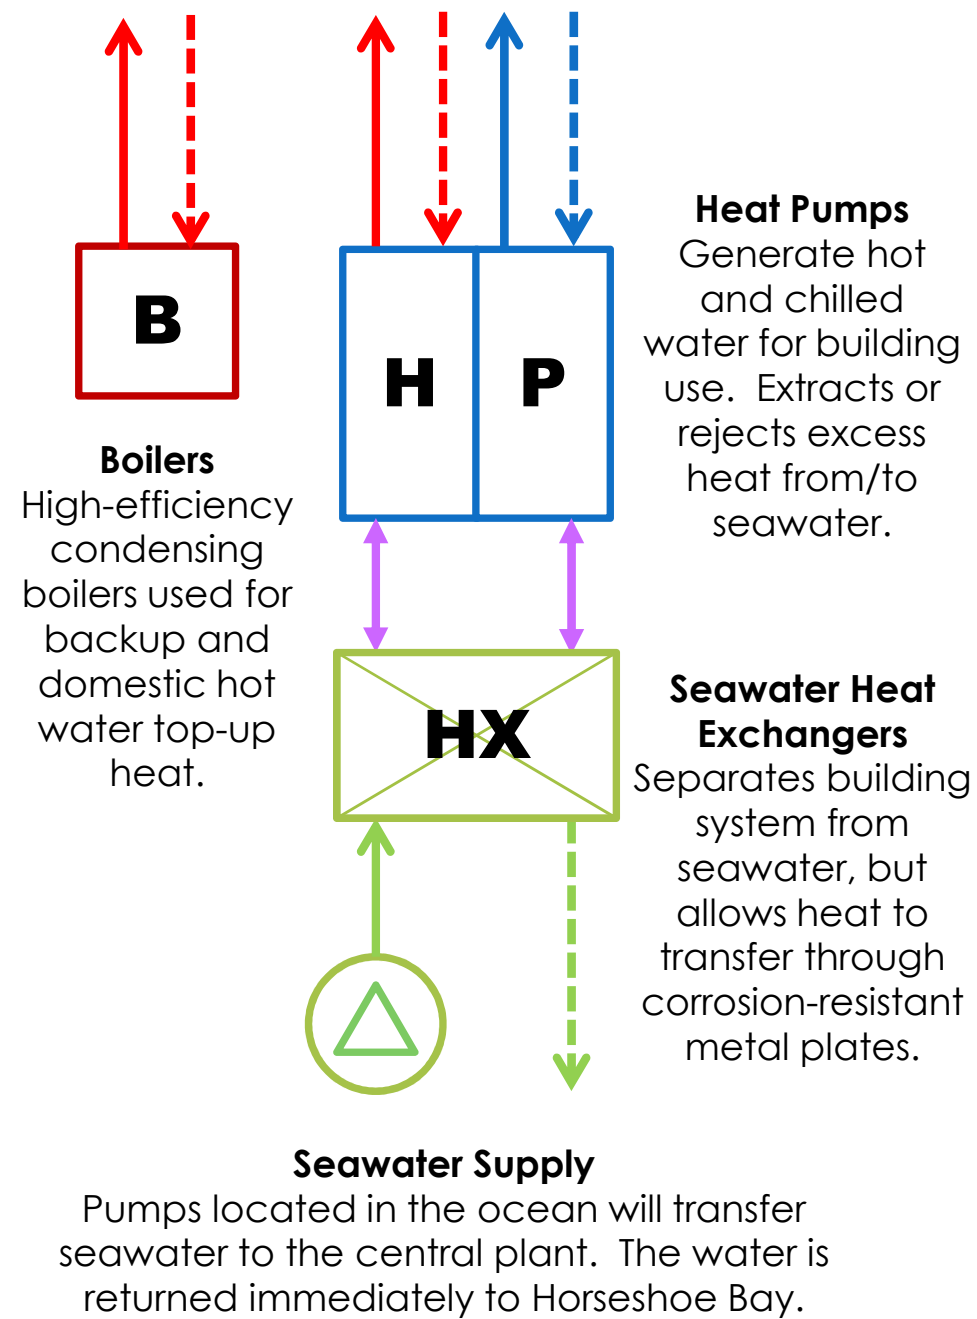 B
H P
Heat Pumps
Generate hot
and chilled
water for building
use.  Extracts or
rejects excess
heat from/to
seawater.
Boilers
High-efficiency
condensing
boilers used for
backup and
domestic hot
water top-up
heat.
HX
Seawater Heat
Exchangers
Separates building
system from
seawater, but
allows heat to
transfer through
corrosion-resistant
metal plates.
Seawater Supply
Pumps located in the ocean will transfer
seawater to the central plant.  The water is
returned immediately to Horseshoe Bay.